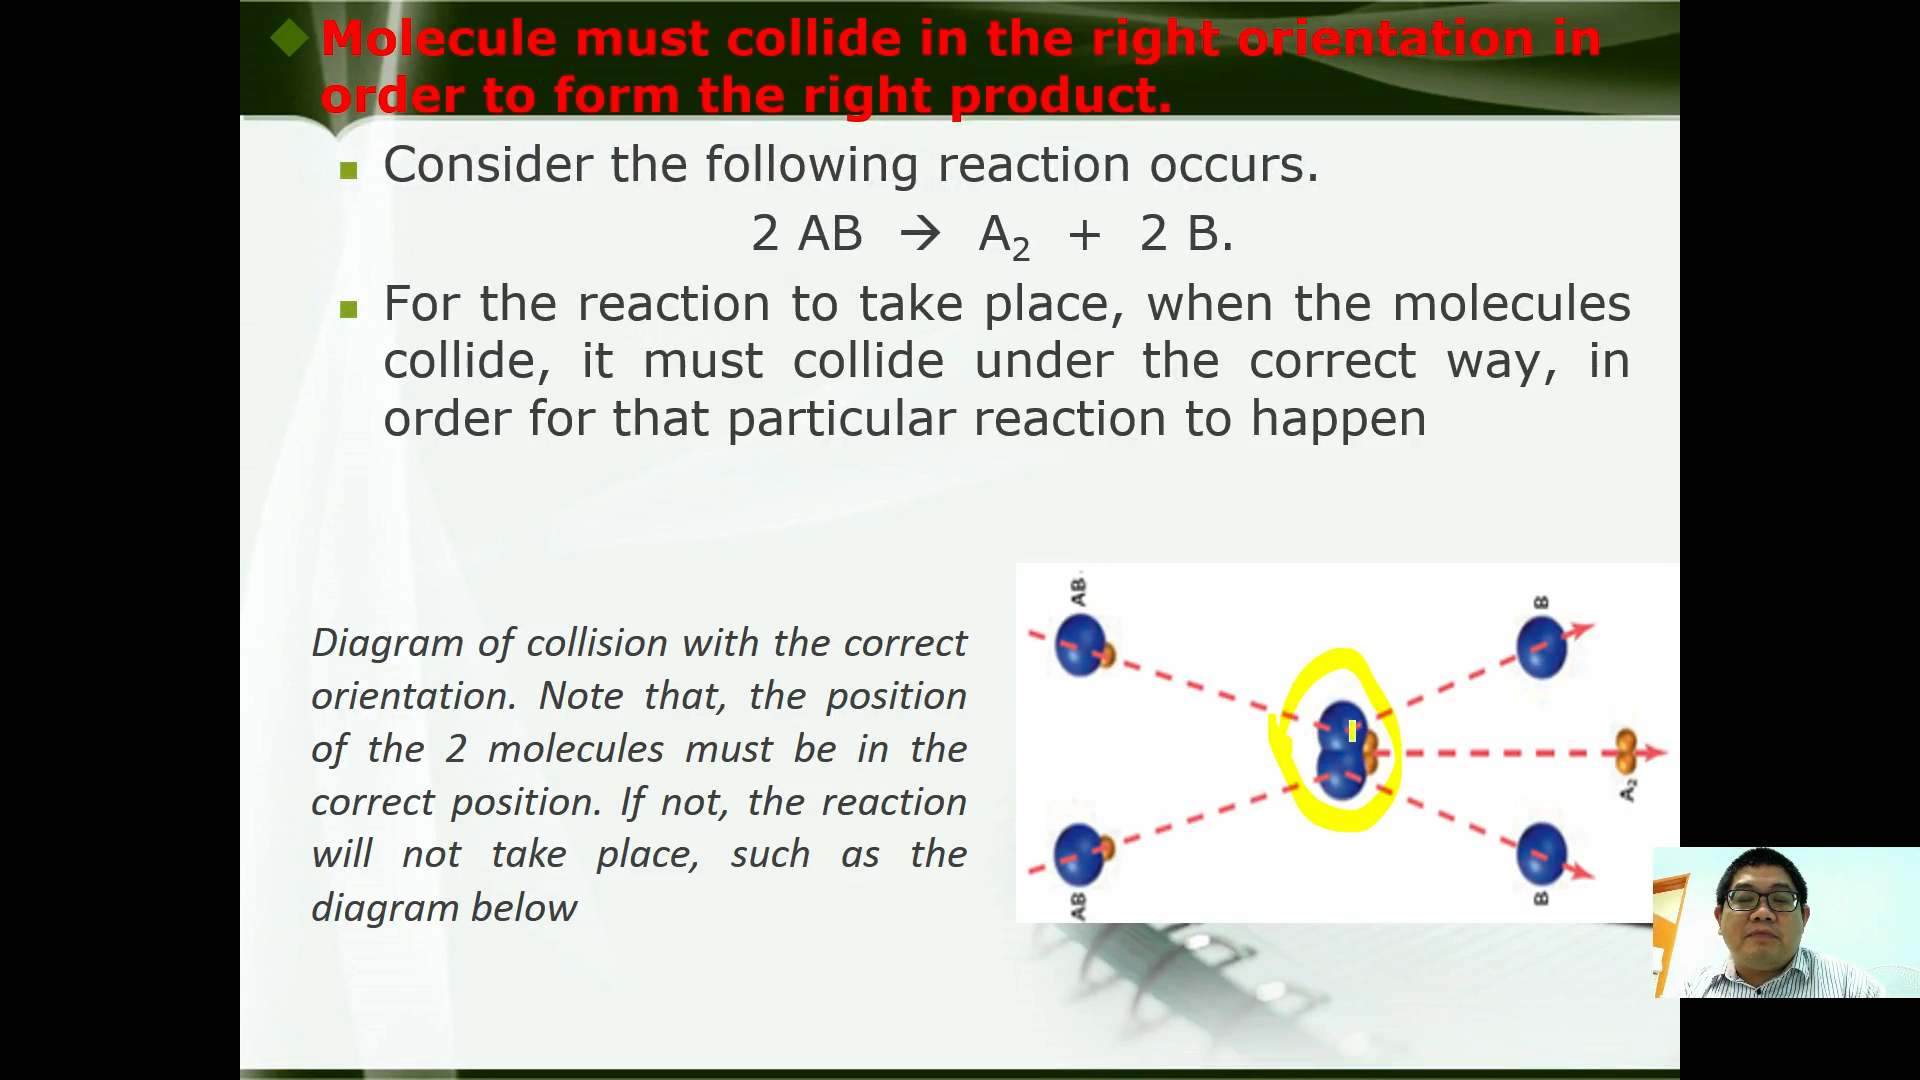 Molecule must collide in the right orientation in
order to form the right product.
Consider the following reaction occurs.
2 AB → A₂ + 2 B.
For the reaction to take place, when the molecules
collide, it must collide under the correct way, in
order for that particular reaction to happen
Diagram of collision with the correct
orientation. Note that, the position
of the 2 molecules must be in the
correct position. If not, the reaction
will not take place, such as the
diagram below
AB
B
A₂
AB
B